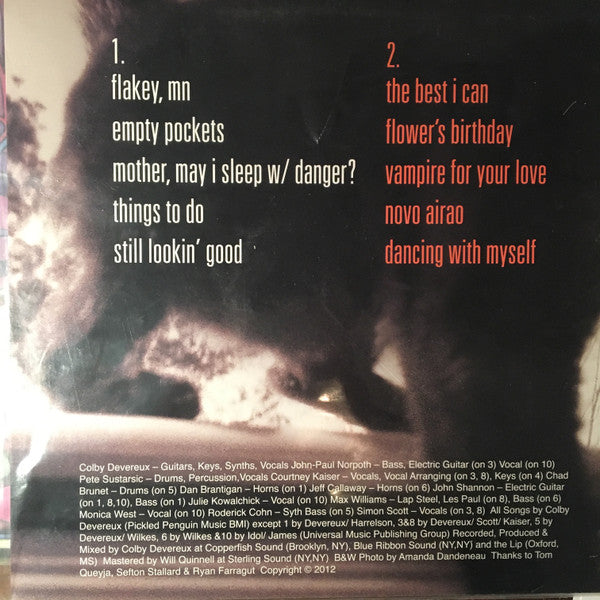 1.
flakey, mn
empty pockets
mother, may i sleep w/ danger?
things to do
still lookin' good
2.
the best i can
flower's birthday
vampire for your love
novo airao
dancing with myself
Colby Devereux – Guitars, Keys, Synths, Vocals John-Paul Norpoth – Bass, Electric Guitar (on 3) Vocal (on 10)
Pete Sustarsic – Drums, Percussion,Vocals Courtney Kaiser – Vocals, Vocal Arranging (on 3, 8), Keys (on 4) Chad
Brunet – Drums (on 5) Dan Brantigan – Horns (on 1) Jeff Callaway – Horns (on 6) John Shannon – Electric Guitar
(on 1, 8,10), Bass (on 1) Julie Kowalchick – Vocal (on 10) Max Williams – Lap Steel, Les Paul (on 8), Bass (on 6)
Monica West – Vocal (on 10) Roderick Cohn – Syth Bass (on 5) Simon Scott – Vocals (on 3, 8)  All Songs by Colby
Devereux (Pickled Penguin Music BMI) except 1 by Devereux/ Harrelson, 3&8 by Devereux/ Scott/ Kaiser, 5 by
Devereux/ Wilkes, 6 by Wilkes &10 by Idol/ James (Universal Music Publishing Group) Recorded, Produced &
Mixed by Colby Devereux at Copperfish Sound (Brooklyn, NY), Blue Ribbon Sound (NY,NY) and the Lip (Oxford,
MS)  Mastered by Will Quinnell at Sterling Sound (NY,NY)  B&W Photo by Amanda Dandeneau  Thanks to Tom
Queyja, Sefton Stallard & Ryan Farragut  Copyright © 2012